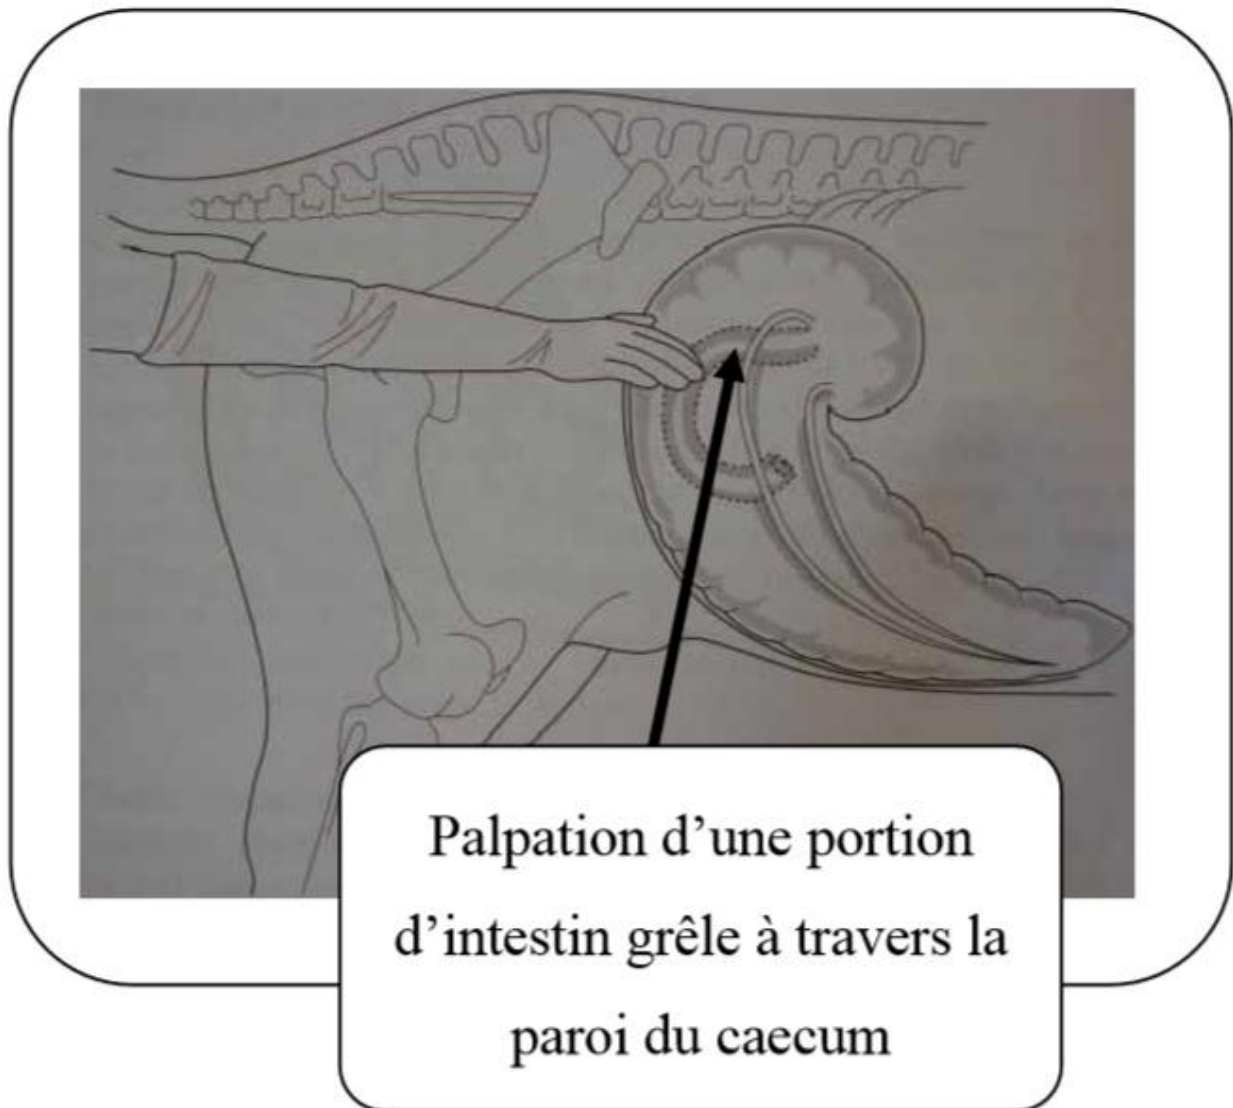 Palpation d’une portion
d’intestin grêle à travers la
paroi du caecum